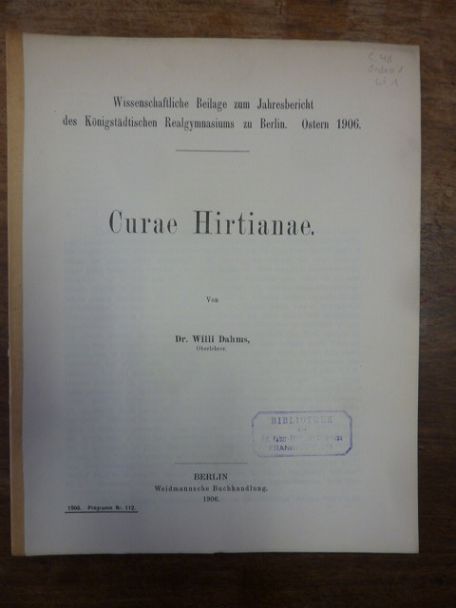 Wissenschaftliche Beilage zum Jahresbericht
des Königstädtischen Realgymnasiums zu Berlin. Ostern 1906.
Curae Hirtianae.
Von
Dr. Willi Dahms,
Oberlehrer.
BIBLIOTHEK
BERLIN
Weidmannsche Buchhandlung.
1906.
1906. Programm Nr. 112.